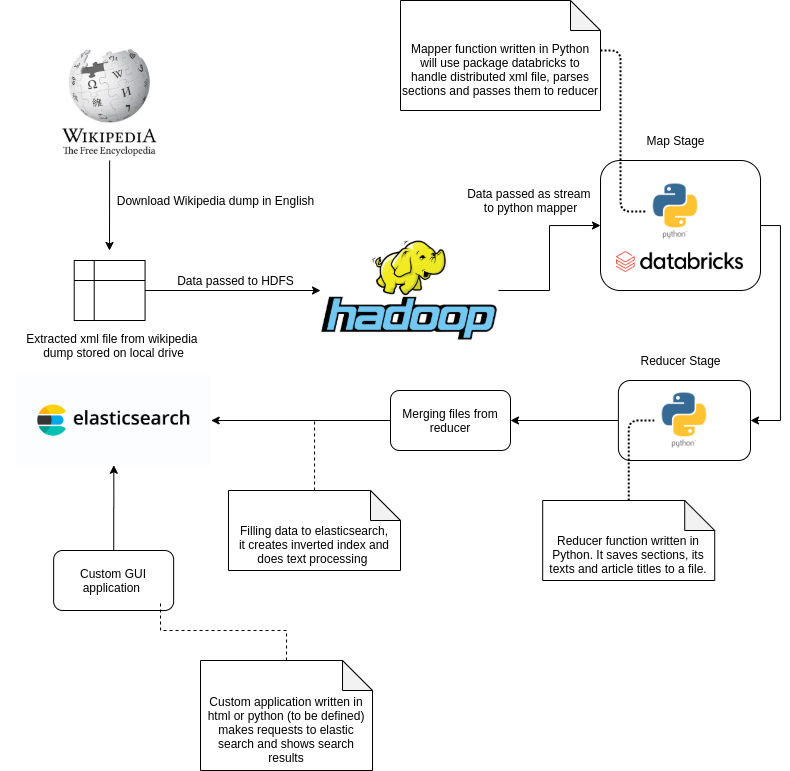 Mapper function written in Python
will use package databricks to
handle distributed xml file, parses
sections and passes them to reducer
Ω
W
И
維
WIKIPEDIA
The Free Encyclopedia
Map Stage
Download Wikipedia dump in English
Data passed as stream
to python mapper
python
databricks
Data passed to HDFS
hadoop
Extracted xml file from wikipedia
dump stored on local drive
Reducer Stage
elasticsearch
Merging files from
reducer
python
Filling data to elasticsearch,
it creates inverted index and
does text processing
Reducer function written in
Python. It saves sections, its
texts and article titles to a file.
Custom GUI
application
Custom application written in
html or python (to be defined)
makes requests to elastic
search and shows search
results